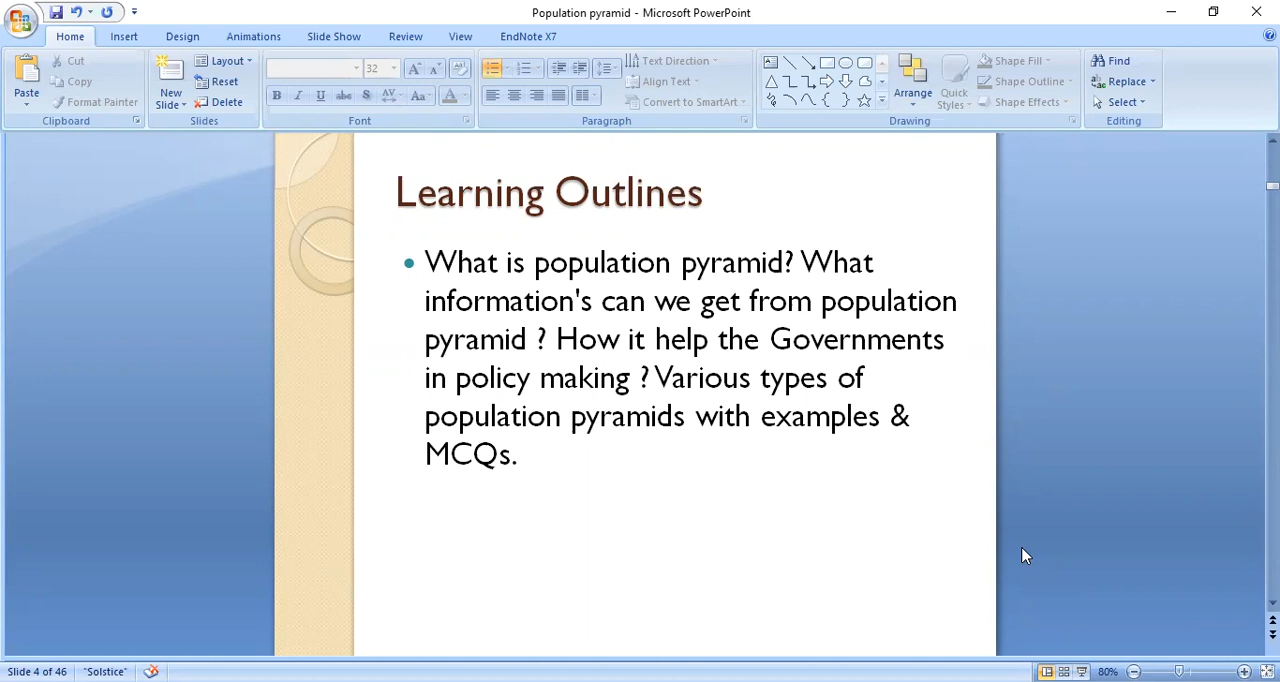 Population pyramid - Microsoft PowerPoint
Home Insert Design Animations Slide Show Review View EndNote X7
Paste
Cut
Copy
Format Painter
Clipboard
New Slide
Layout
Reset
Delete
Slides
32
B I U abc S AV Aa A
Font
Text Direction
Align Text
Convert to SmartArt
Paragraph
Arrange
Quick Styles
Shape Fill
Shape Outline
Shape Effects
Drawing
Find
Replace
Select
Editing
Learning Outlines
• What is population pyramid? What
information's can we get from population
pyramid ? How it help the Governments
in policy making ? Various types of
population pyramids with examples &
MCQs.
Slide 4 of 46 "Solstice" 80%